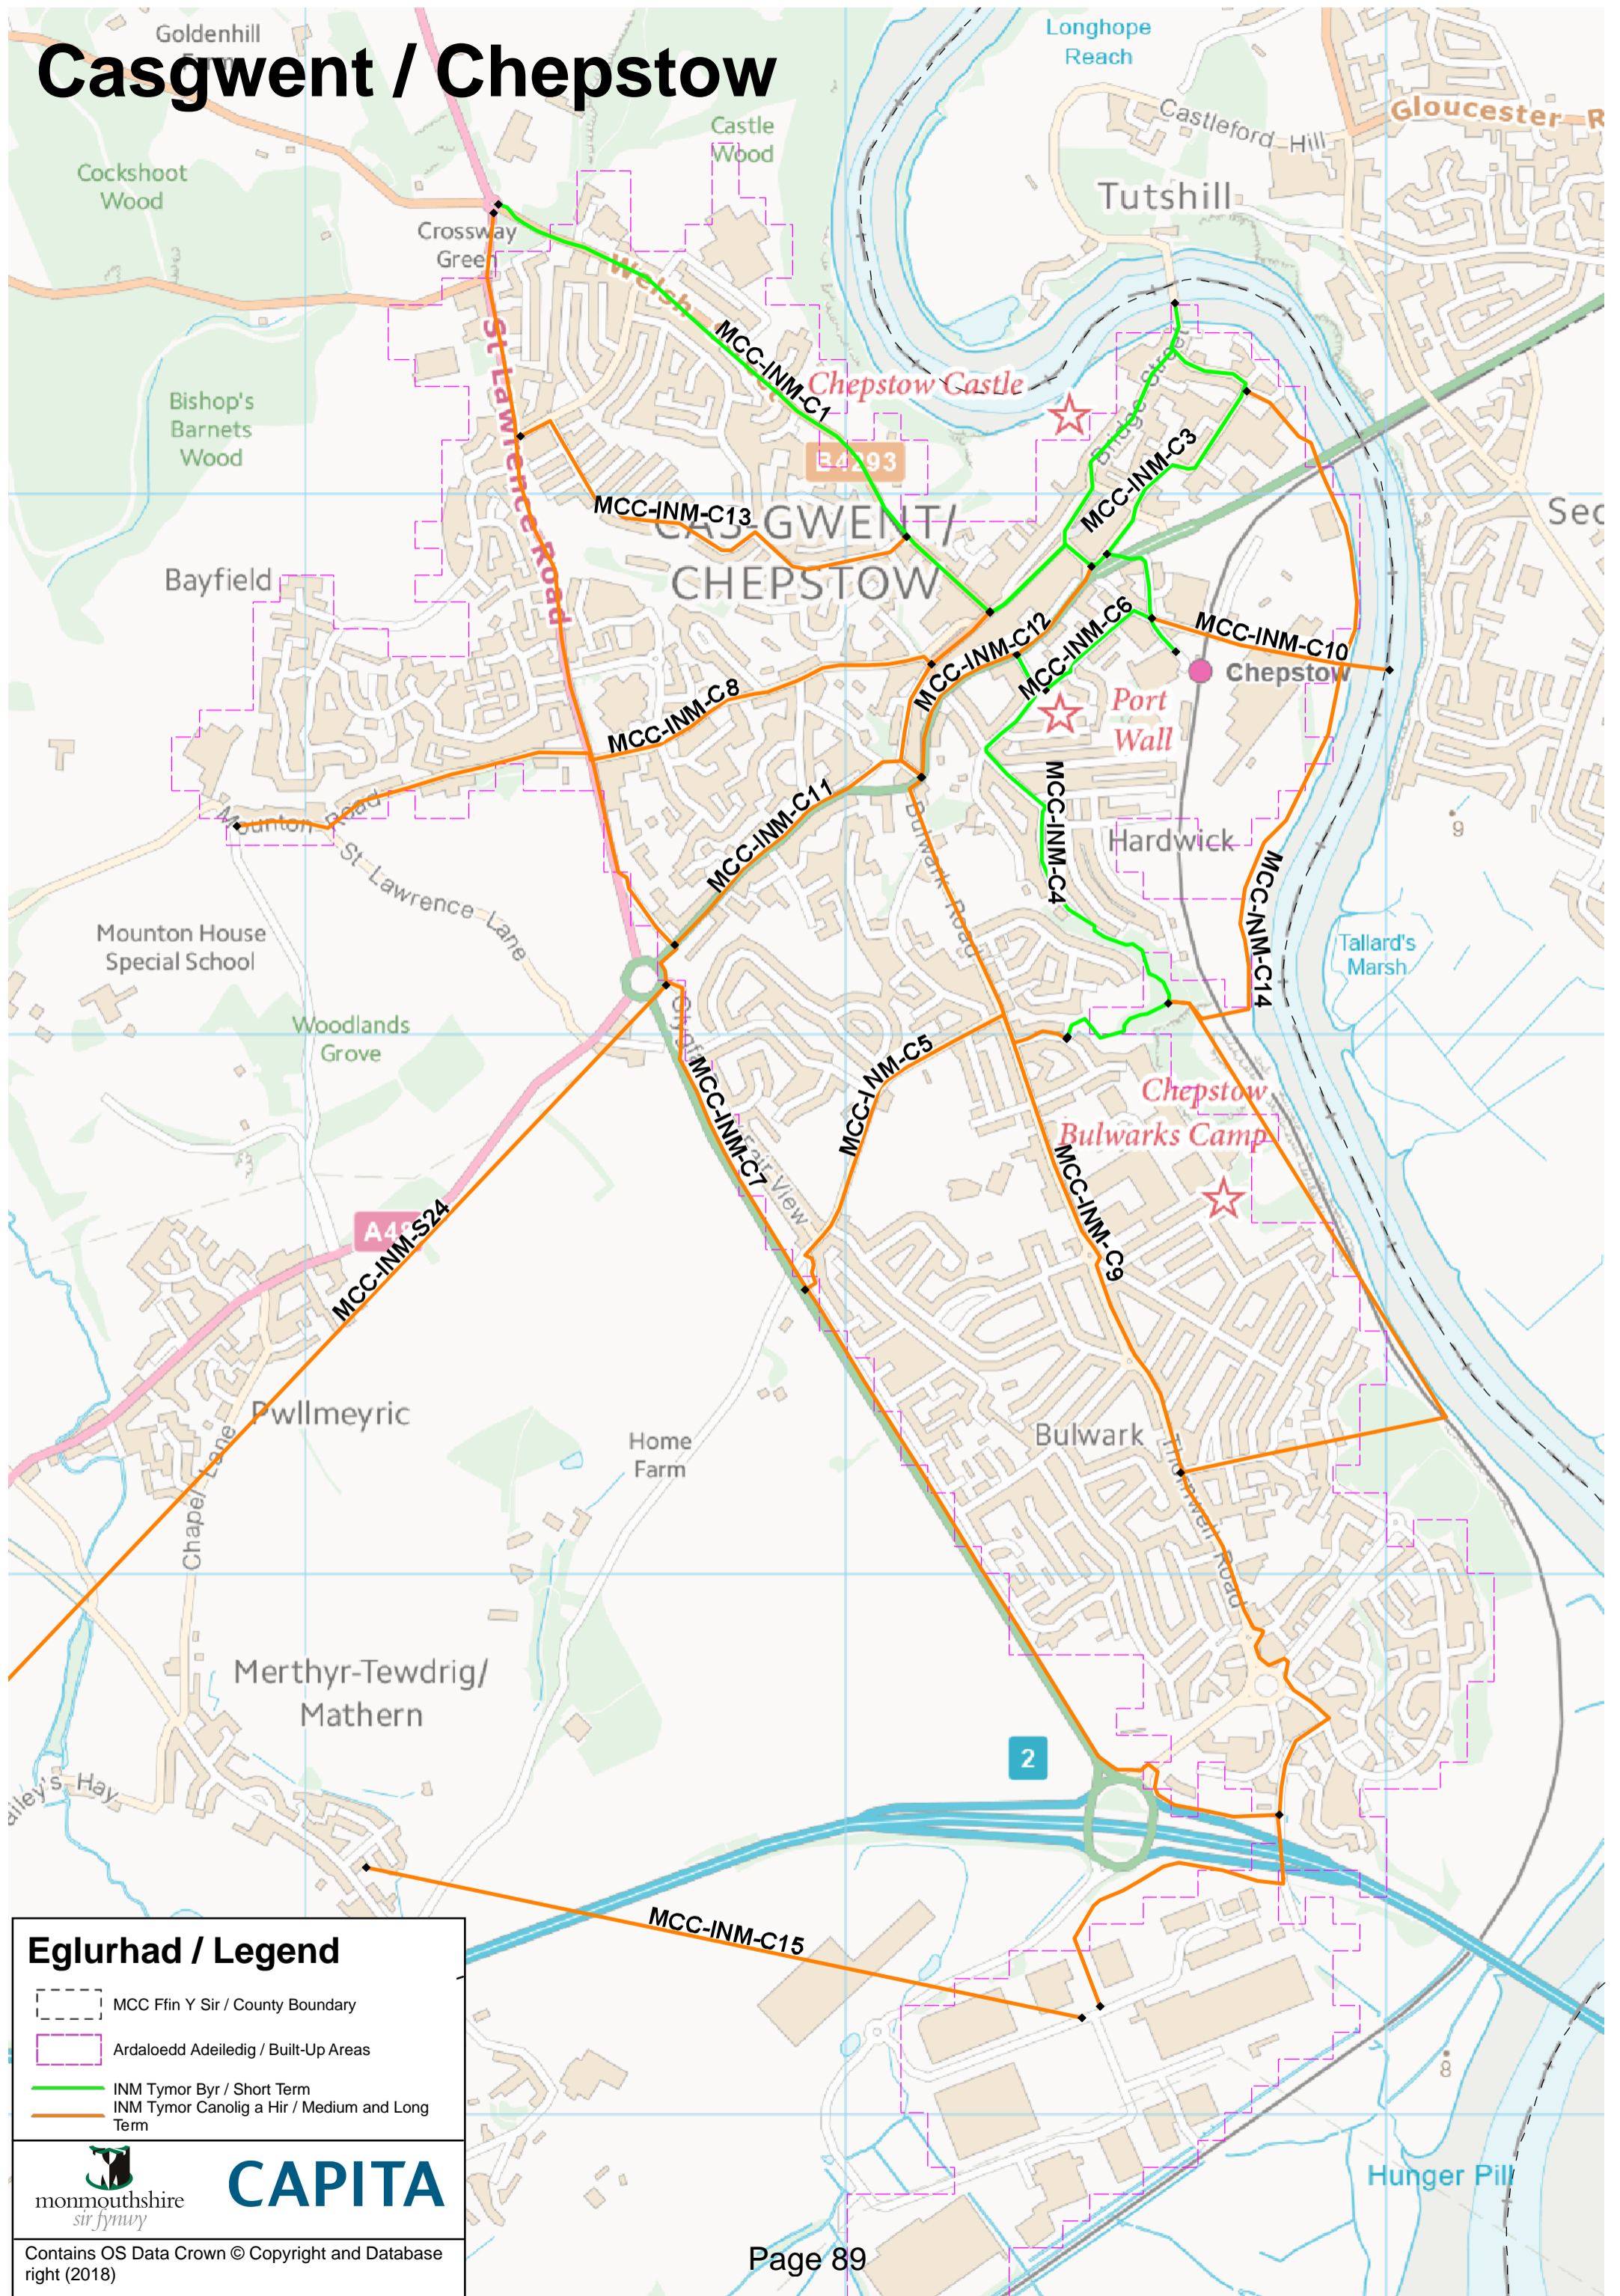 Casgwent / Chepstow
Goldenhill
Longhope
Reach
Castleford Hill
Gloucester R
Castle
Wood
Cockshoot
Wood
Tutshill
Crossway
Green
Welsh
St Lawrence Road
MCC-INM-C1
Chepstow Castle
Bridge Street
Bishop's
Barnets
Wood
B4293
MCC-INM-C3
MCC-INM-C13
CAS-GWENT/
CHEPSTOW
Bayfield
MCC-INM-C12
MCC-INM-C6
MCC-INM-C10
Chepstow
Port
Wall
MCC-INM-C8
MCC-INM-C11
MCC-INM-C4
Mounton Road
St Lawrence Lane
Bulwark Road
Hardwick
9
MCC-INM-C14
Mounton House
Special School
Tallard's
Marsh
Woodlands
Grove
MCC-INM-C5
MCC-INM-C7
Fair View
Chepstow
Bulwarks Camp
MCC-INM-C9
A48
MCC-INM-S24
Pwllmeyric
Home
Farm
Bulwark
Chapel Lane
Thornwell Road
Merthyr-Tewdrig/
Mathern
2
ailey's Hay
MCC-INM-C15
8
Hunger Pill
Eglurhad / Legend
MCC Ffin Y Sir / County Boundary
Ardaloedd Adeiledig / Built-Up Areas
INM Tymor Byr / Short Term
INM Tymor Canolig a Hir / Medium and Long
Term
monmouthshire
sir fynwy
CAPITA
Contains OS Data Crown © Copyright and Database
right (2018)
Page 89